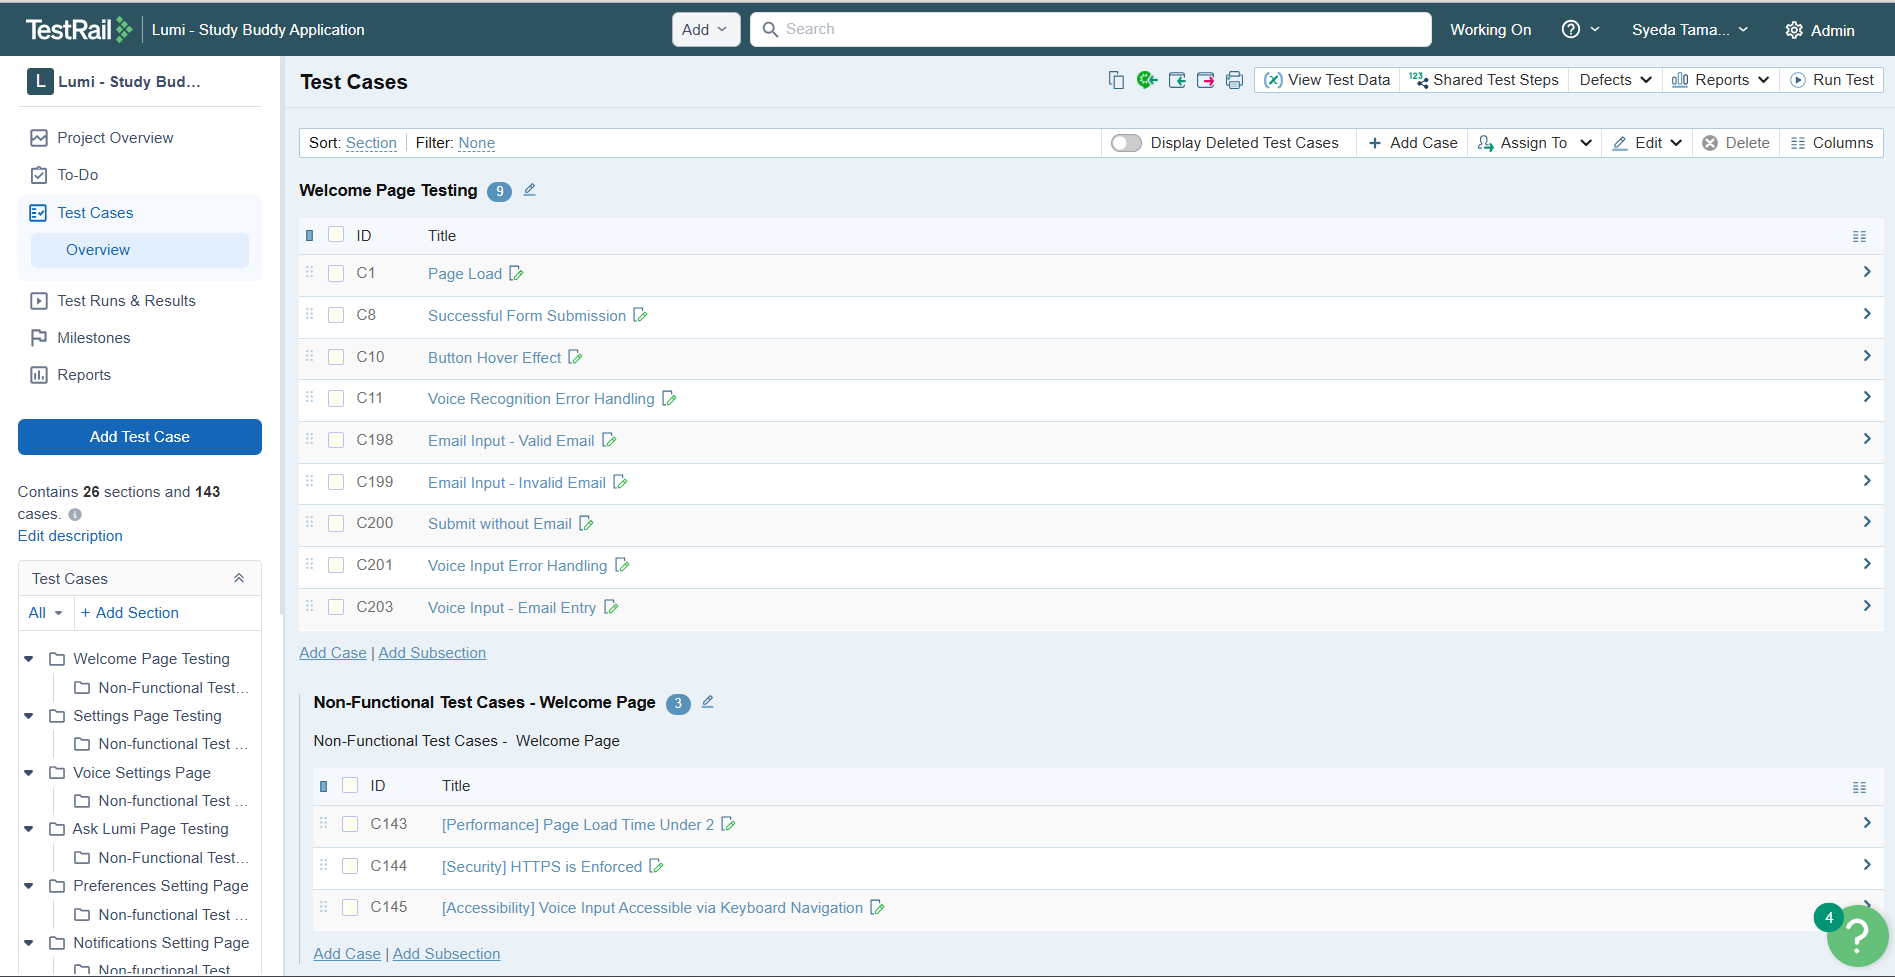 TestRail Lumi - Study Buddy Application Add Search Working On Syeda Tama... Admin
L Lumi - Study Bud...
Project Overview
To-Do
Test Cases
Overview
Test Runs & Results
Milestones
Reports
Add Test Case
Contains 26 sections and 143
cases.
Edit description
Test Cases
All + Add Section
Welcome Page Testing
Non-Functional Test...
Settings Page Testing
Non-functional Test ...
Voice Settings Page
Non-functional Test ...
Ask Lumi Page Testing
Non-Functional Test...
Preferences Setting Page
Non-functional Test ...
Notifications Setting Page
Non-functional Test
Test Cases
View Test Data 123 Shared Test Steps Defects Reports Run Test
Sort: Section Filter: None Display Deleted Test Cases + Add Case Assign To Edit Delete Columns
Welcome Page Testing 9
ID Title
C1 Page Load
C8 Successful Form Submission
C10 Button Hover Effect
C11 Voice Recognition Error Handling
C198 Email Input - Valid Email
C199 Email Input - Invalid Email
C200 Submit without Email
C201 Voice Input Error Handling
C203 Voice Input - Email Entry
Add Case | Add Subsection
Non-Functional Test Cases - Welcome Page 3
Non-Functional Test Cases - Welcome Page
ID Title
C143 [Performance] Page Load Time Under 2
C144 [Security] HTTPS is Enforced
C145 [Accessibility] Voice Input Accessible via Keyboard Navigation
Add Case | Add Subsection
4
?